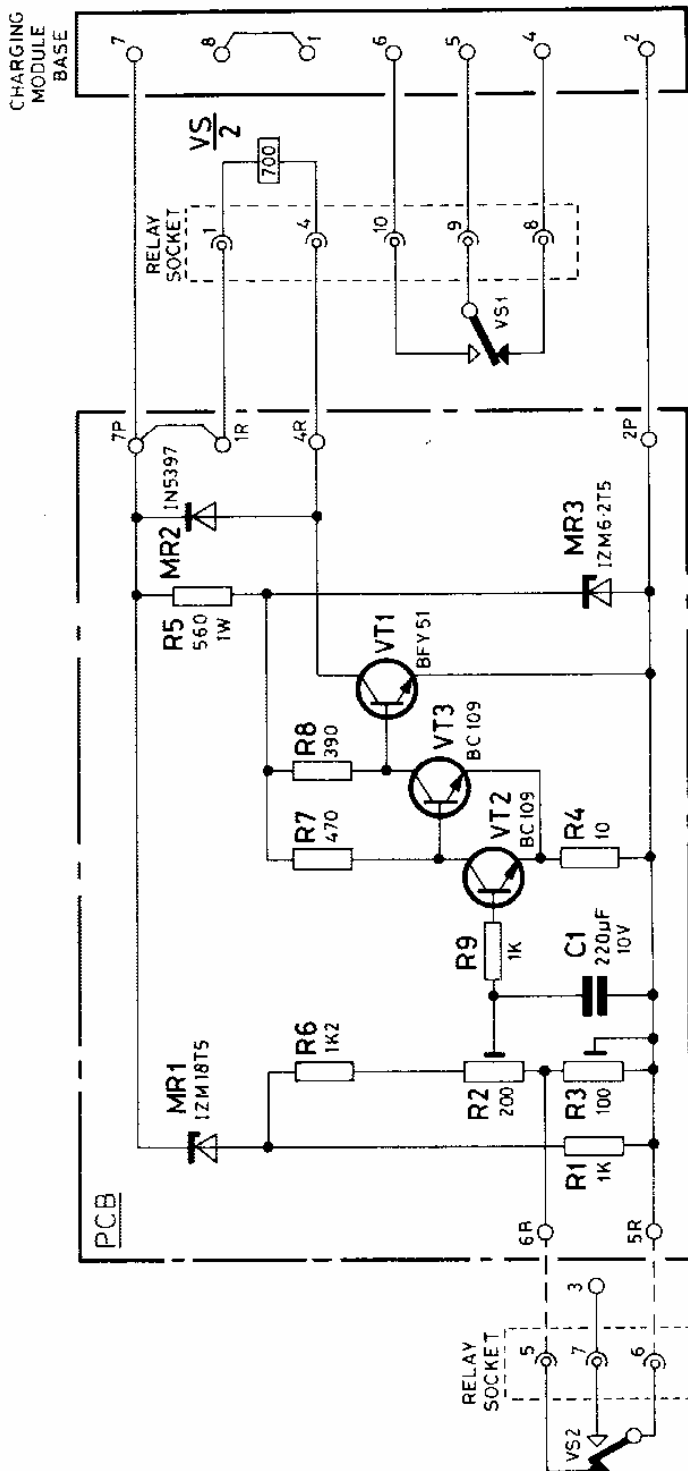 CHARGING
MODULE
BASE
7
8
1
6
5
4
2
VS
2
700
RELAY
SOCKET
1
4
10
9
8
VS1
7P
1R
4R
2P
MR2
1N5397
R5
560
1W
MR3
1ZM6·2T5
VT1
BFY51
R8
390
VT3
BC109
R7
470
VT2
BC109
R4
10
R9
1K
C1
220µF
10V
R6
1K2
R2
200
R3
100
MR1
1ZM18T5
R1
1K
PCB
6R
5R
3
RELAY
SOCKET
5
7
6
VS2